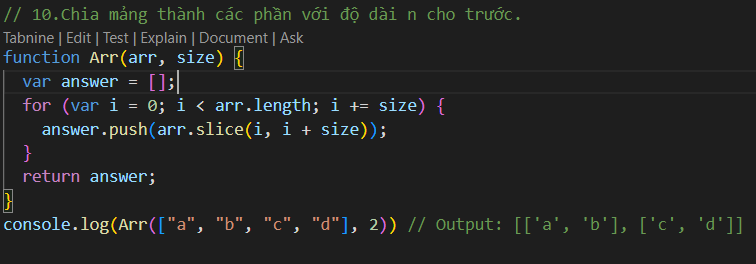 // 10.Chia mảng thành các phần với độ dài n cho trước.
Tabnine | Edit | Test | Explain | Document | Ask
function Arr(arr, size) {
  var answer = [];
  for (var i = 0; i < arr.length; i += size) {
    answer.push(arr.slice(i, i + size));
  }
  return answer;
}
console.log(Arr(["a", "b", "c", "d"], 2)) // Output: [['a', 'b'], ['c', 'd']]